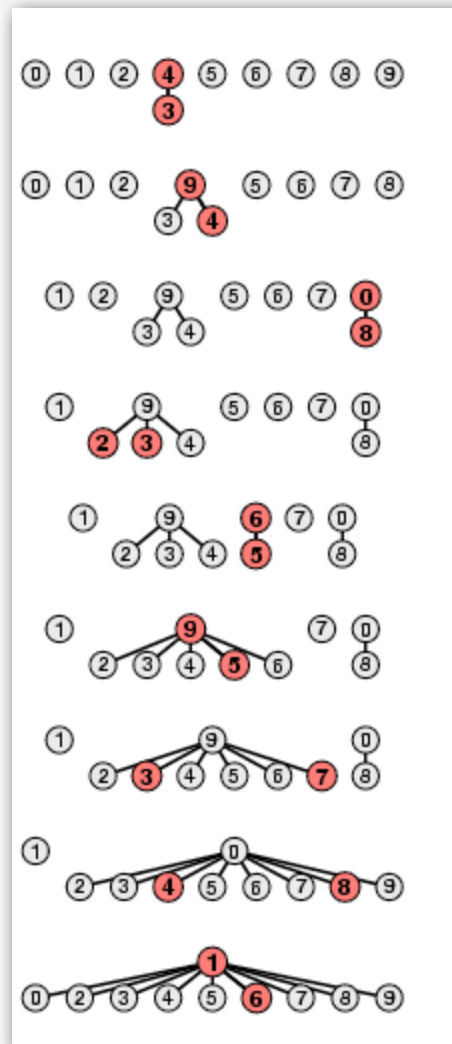 0 1 2 4 5 6 7 8 9
3
0 1 2 9 5 6 7 8
3 4
1 2 9 5 6 7 0
3 4 8
1 9 5 6 7 0
2 3 4 8
1 9 6 7 0
2 3 4 5 8
1 9 7 0
2 3 4 5 6 8
1 9 0
2 3 4 5 6 7 8
1 0
2 3 4 5 6 7 8 9
1
0 2 3 4 5 6 7 8 9